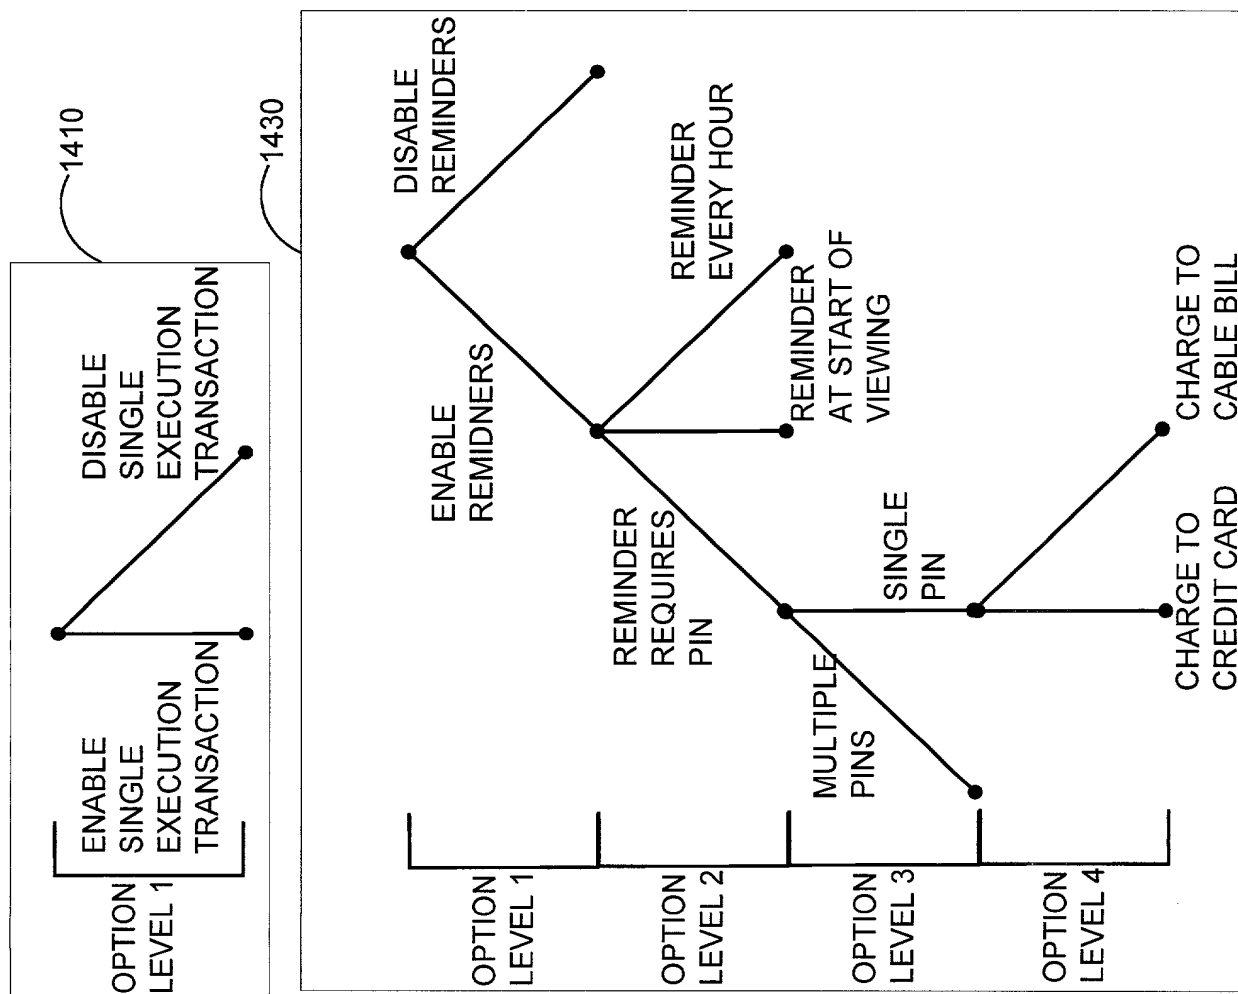 1410
ENABLE
SINGLE
EXECUTION
TRANSACTION
DISABLE
SINGLE
EXECUTION
TRANSACTION
OPTION
LEVEL 1
1430
DISABLE
REMINDERS
ENABLE
REMIDNERS
OPTION
LEVEL 1
REMINDER
REQUIRES
PIN
REMINDER
AT START OF
VIEWING
REMINDER
EVERY HOUR
OPTION
LEVEL 2
MULTIPLE
PINS
SINGLE
PIN
OPTION
LEVEL 3
CHARGE TO
CREDIT CARD
CHARGE TO
CABLE BILL
OPTION
LEVEL 4